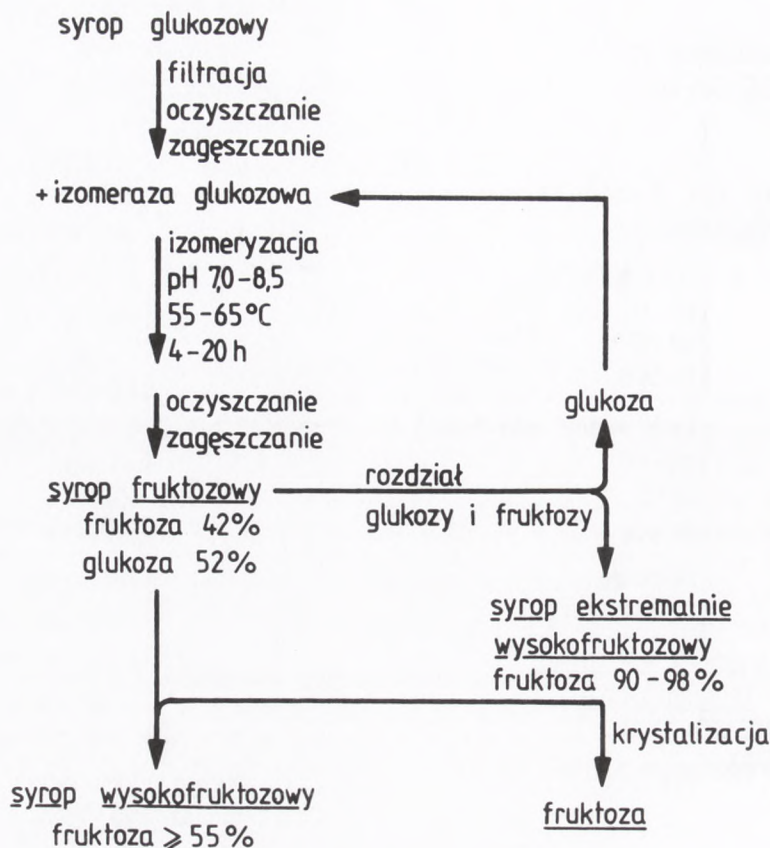 syrop glukozowy
filtracja
oczyszczanie
zagęszczanie
+ izomeraza glukozowa
izomeryzacja
pH 7,0-8,5
55-65°C
4-20 h
oczyszczanie
zagęszczanie
glukoza
syrop fruktozowy
fruktoza 42%
glukoza 52%
rozdział
glukozy i fruktozy
syrop ekstremalnie
wysokofruktozowy
fruktoza 90-98%
krystalizacja
syrop wysokofruktozowy
fruktoza ⩾ 55%
fruktoza